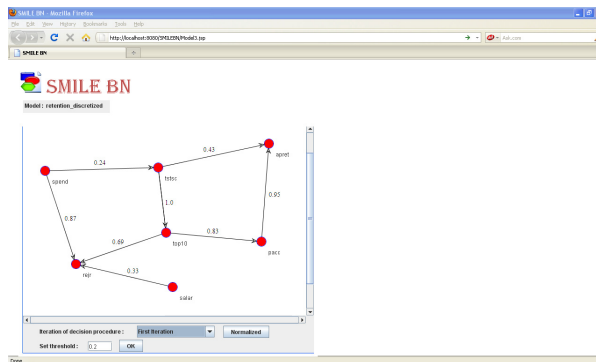 SMILE BN - Mozilla Firefox
File Edit View History Bookmarks Tools Help
http://localhost:8080/SMILEBN/Model3.jsp
Ask.com
SMILE BN
SMILE BN
Model : retention_discretized
0.43
apret
0.24
tstsc
spend
1.0
0.95
0.87
0.69
0.83
pacc
rejr
0.33
salar
Iteration of decision procedure :
First Iteration
Normalized
Set threshold :
0.2
OK
Done